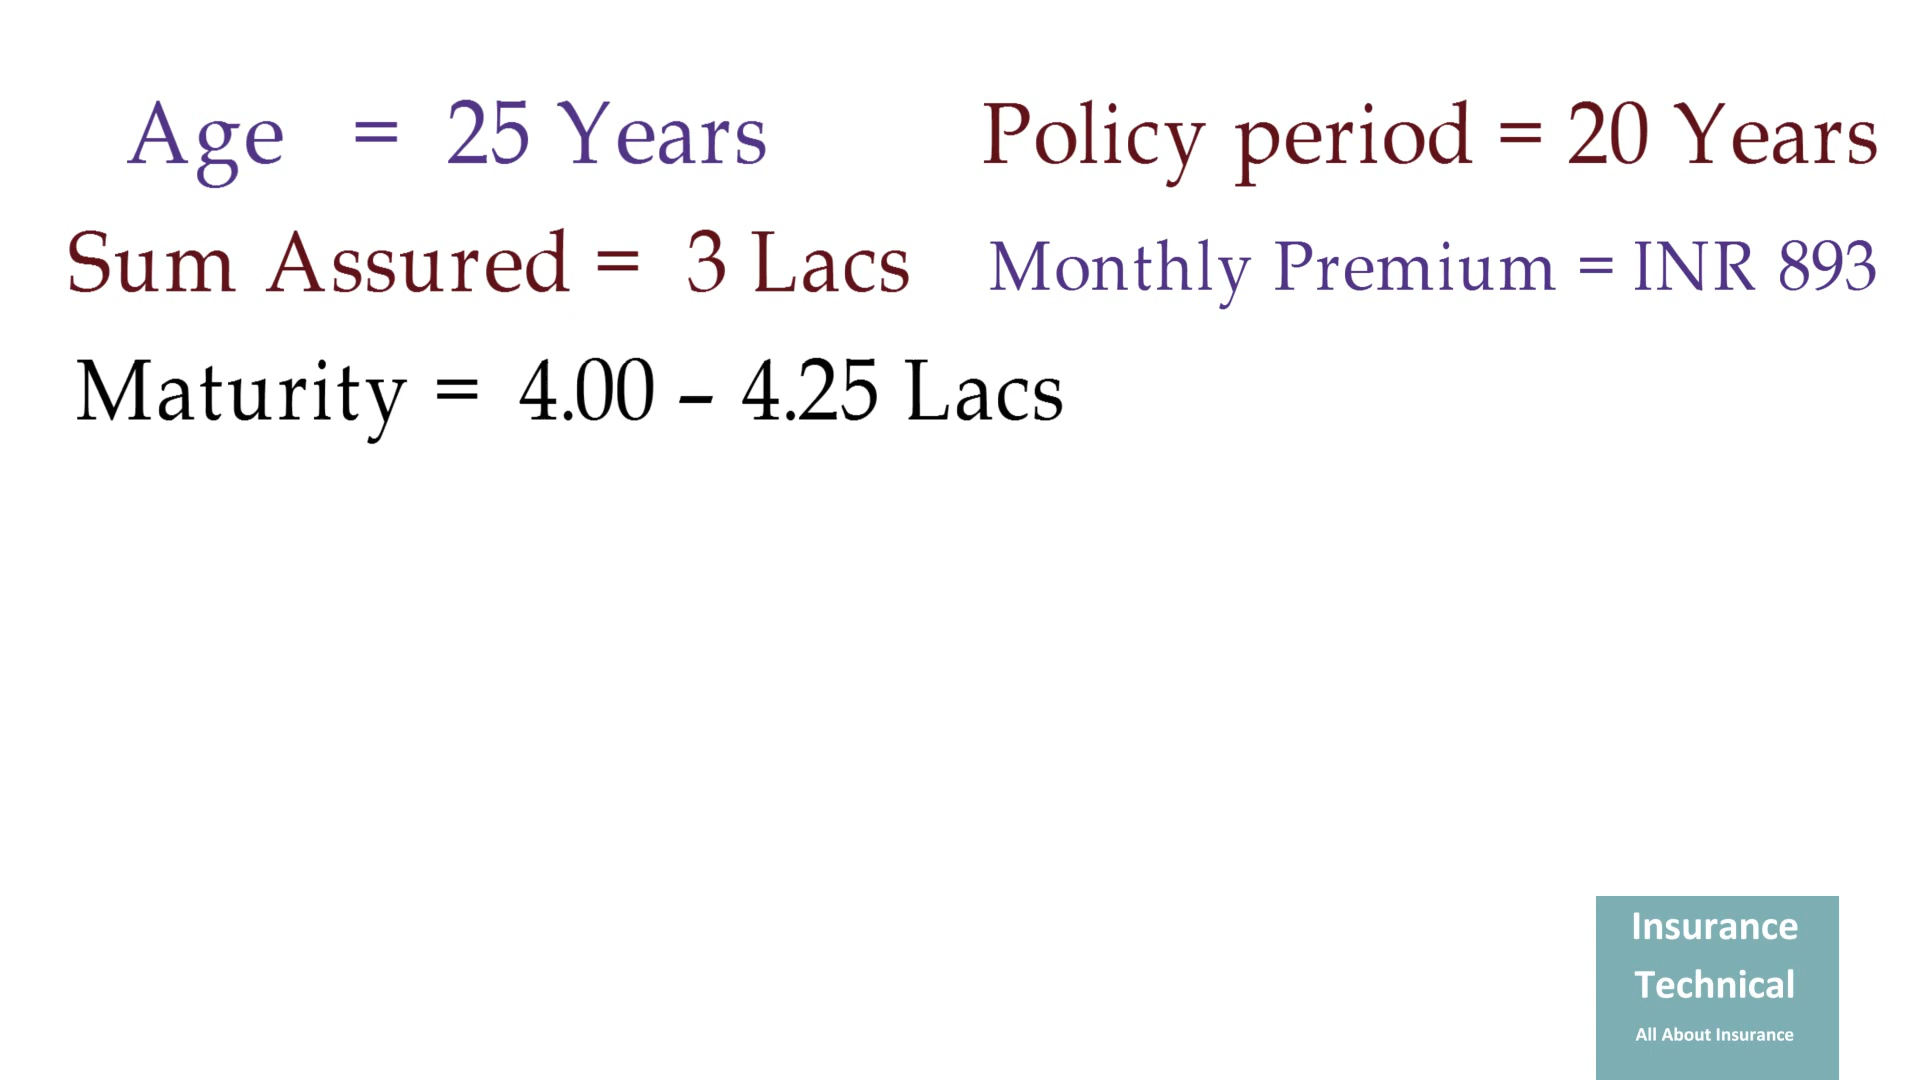 Age = 25 Years
Policy period = 20 Years
Sum Assured = 3 Lacs
Monthly Premium = INR 893
Maturity = 4.00 – 4.25 Lacs
Insurance
Technical
All About Insurance